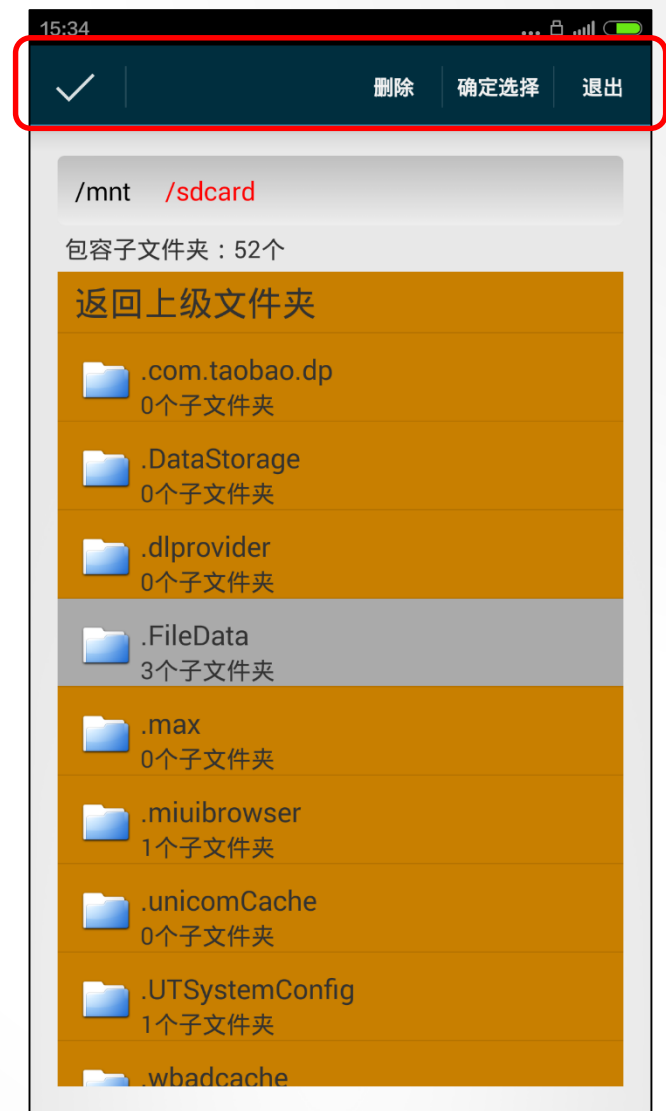 15:34
删除 确定选择 退出
/mnt /sdcard
包容子文件夹：52个
返回上级文件夹
.com.taobao.dp
0个子文件夹
.DataStorage
0个子文件夹
.dlprovider
0个子文件夹
.FileData
3个子文件夹
.max
0个子文件夹
.miuibrowser
1个子文件夹
.unicomCache
0个子文件夹
.UTSystemConfig
1个子文件夹
.wbadcache